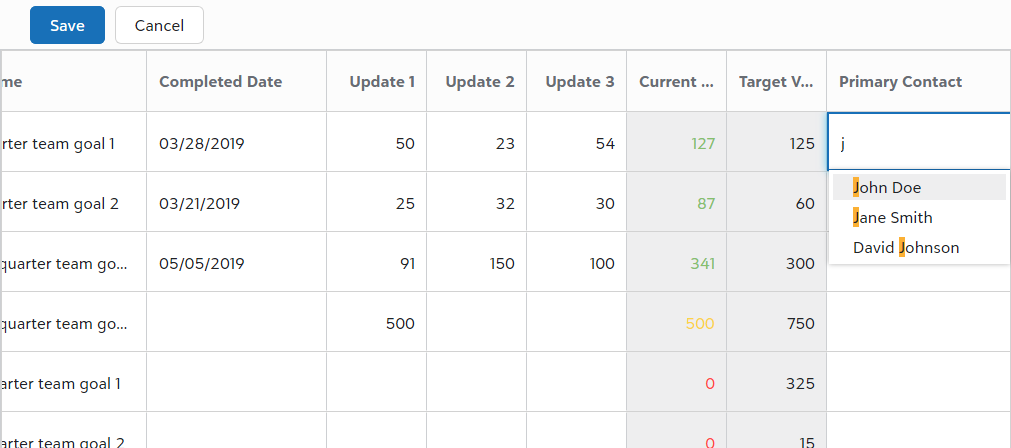 Save Cancel
me Completed Date Update 1 Update 2 Update 3 Current ... Target V... Primary Contact
rter team goal 1 03/28/2019 50 23 54 127 125 j
John Doe
rter team goal 2 03/21/2019 25 32 30 87 60
Jane Smith
David Johnson
quarter team go... 05/05/2019 91 150 100 341 300
quarter team go... 500 500 750
arter team goal 1 0 325
arter team goal 2 0 15